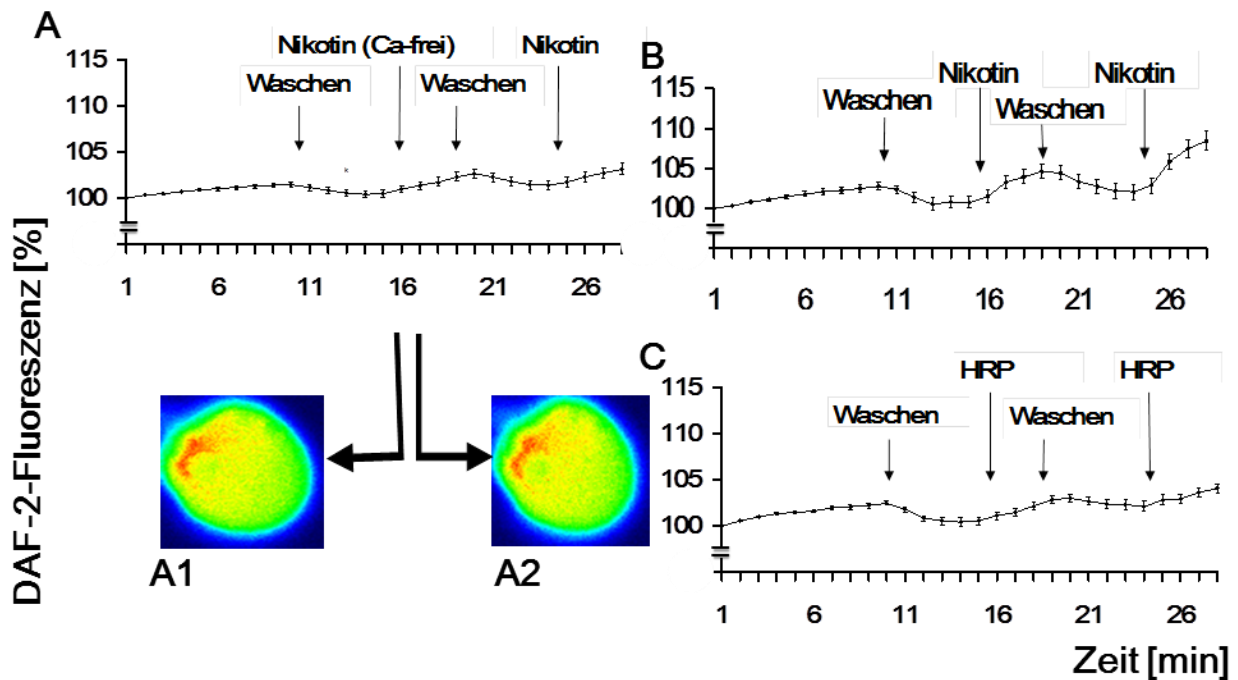 DAF-2-Fluoreszenz [%]
A
Nikotin (Ca-frei)
Nikotin
Waschen
Waschen
115
110
105
100
1 6 11 16 21 26
B
Nikotin
Nikotin
Waschen
Waschen
115
110
105
100
1 6 11 16 21 26
A1
A2
C
HRP
HRP
Waschen
Waschen
115
110
105
100
1 6 11 16 21 26
Zeit [min]